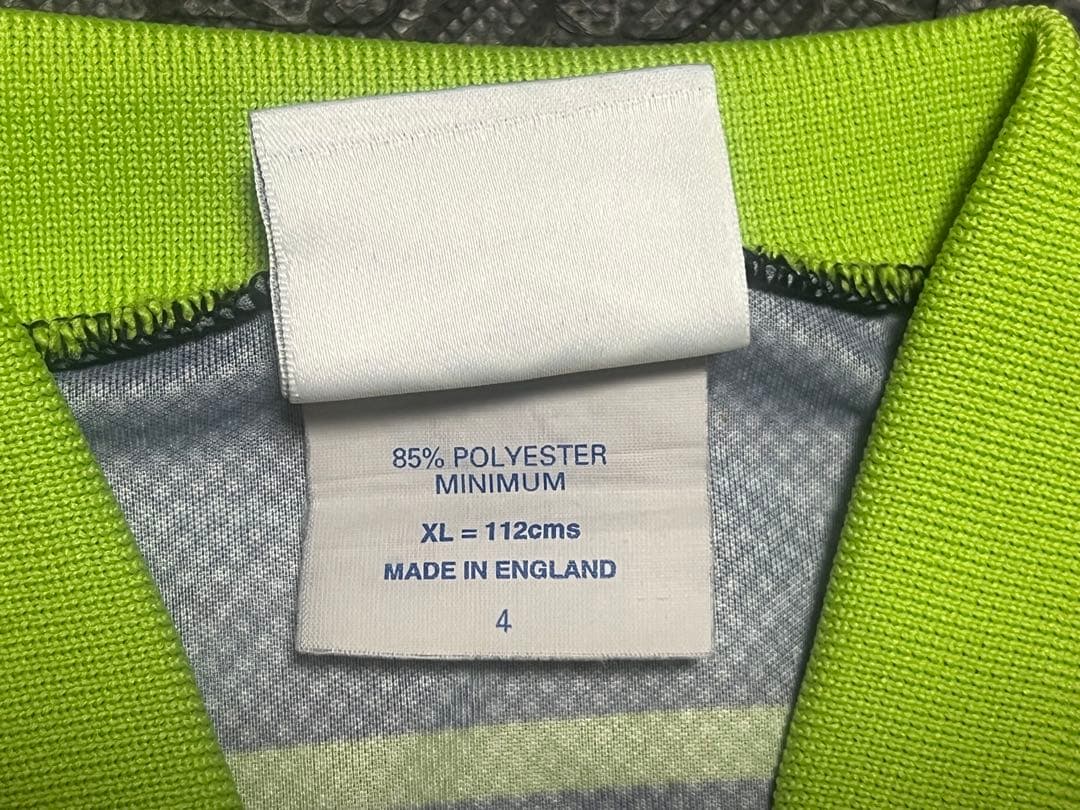 85% POLYESTER
MINIMUM
XL = 112cms
MADE IN ENGLAND
4